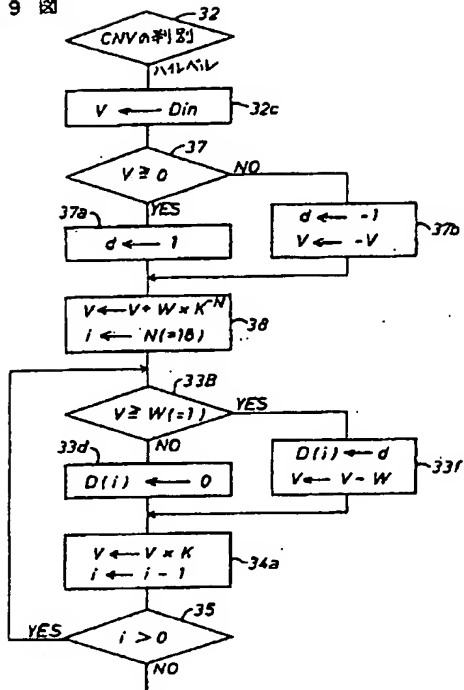 9 図
32
CNVの判別
ハイレベル
V ← Din
32c
37
V ≧ 0
NO
37a
YES
d ← 1
d ← -1
V ← -V
37b
V ← V + W × K^N
i ← N(=18)
38
33B
V ≧ W(=1)
YES
33d
NO
D(i) ← 0
D(i) ← d
V ← V - W
33f
V ← V × K
i ← i - 1
34a
35
YES
i > 0
NO